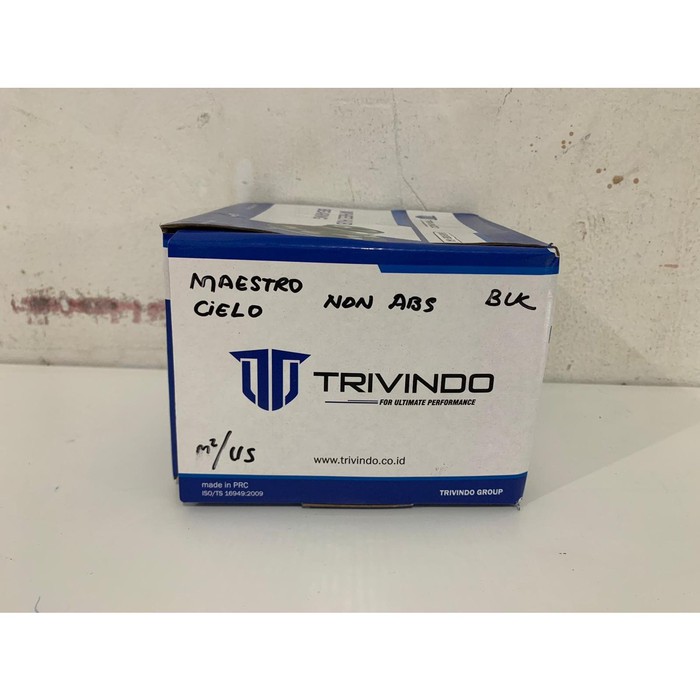 MAESTRO
CIELO
NON ABS
BLK
TRIVINDO
FOR ULTIMATE PERFORMANCE
M²/US
www.trivindo.co.id
made in PRC
ISO/TS 16949:2009
TRIVINDO GROUP